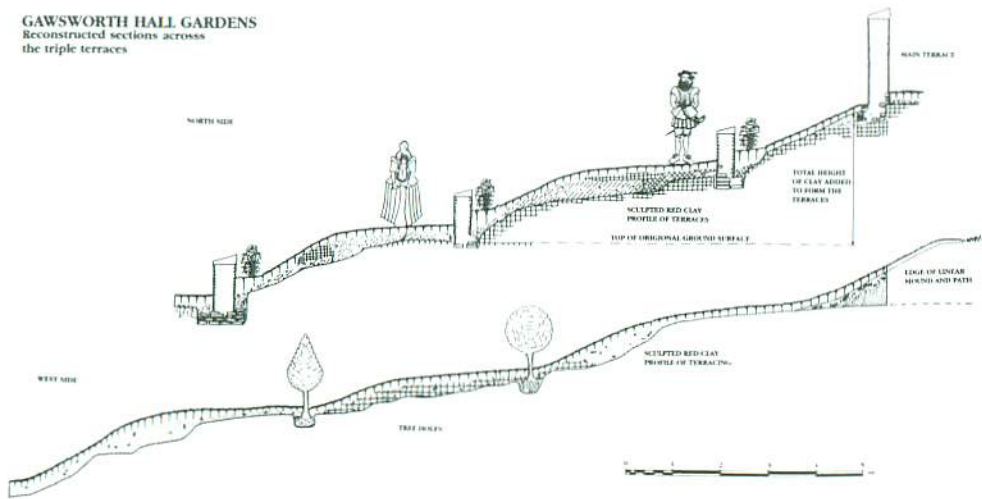 GAWSWORTH HALL GARDENS
Reconstructed sections acrosss
the triple terraces
MAIN TERRACE
NORTH SIDE
TOTAL HEIGHT
OF CLAY ADDED
TO FORM THE
TERRACES
SCULPTED RED CLAY
PROFILE OF TERRACES
TOP OF ORIGIONAL GROUND SURFACE
EDGE OF LINEAR
MOUND AND PATH
SCULPTED RED CLAY
PROFILE OF TERRACING
WEST SIDE
TREE HOLES